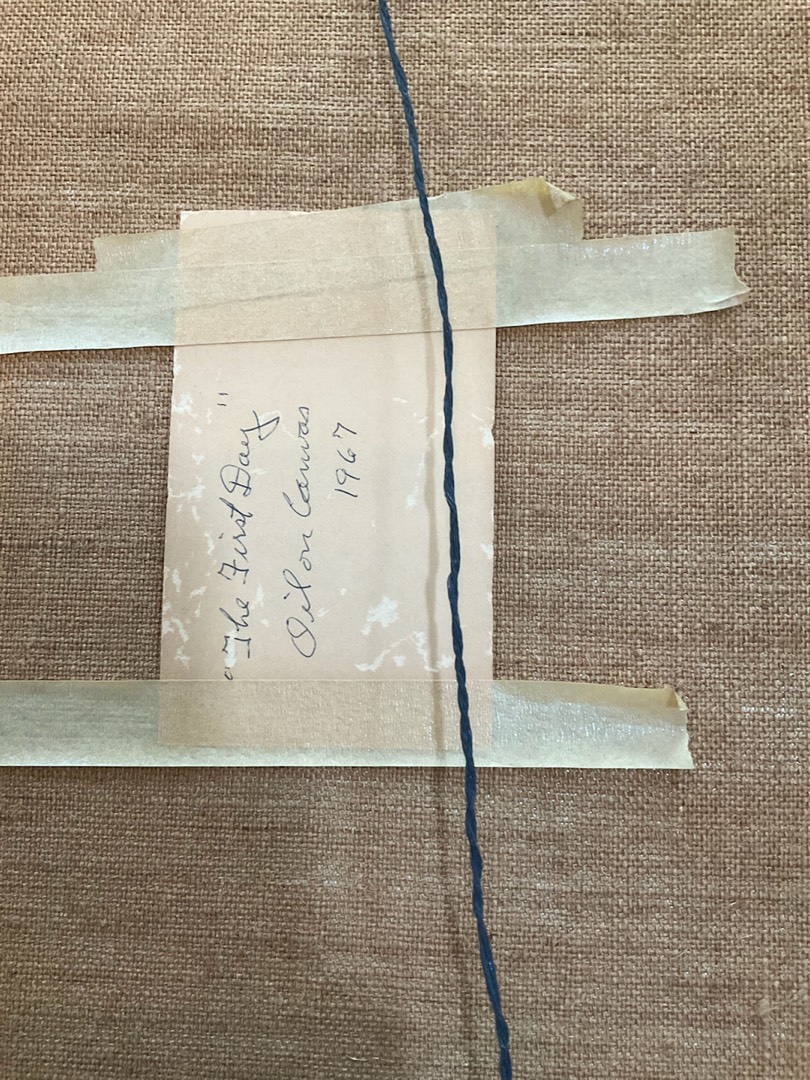 "The First Day"
Oil on Canvas
1967